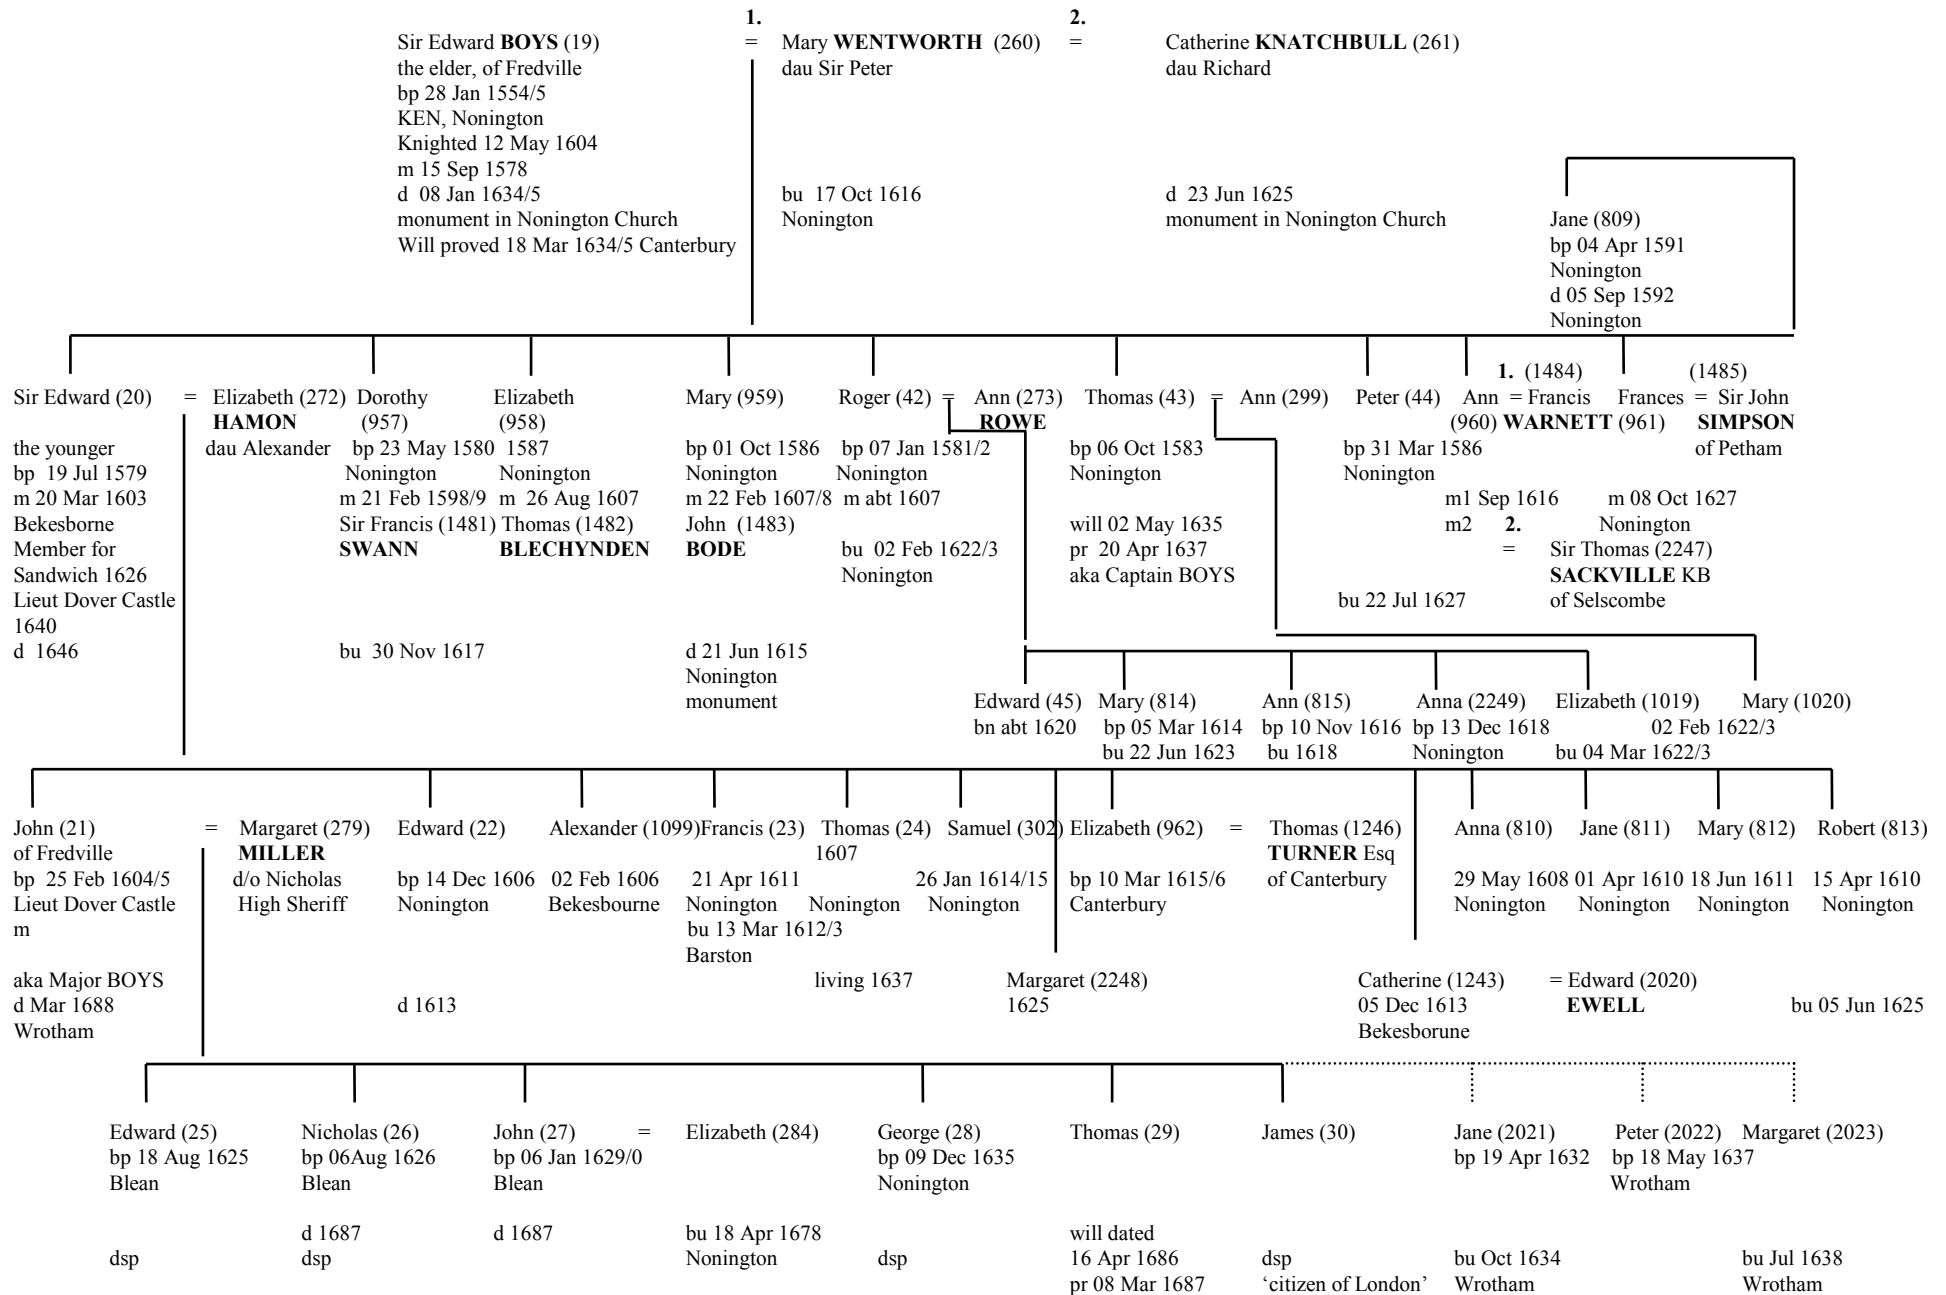 1. 2.
Sir Edward BOYS (19) = Mary WENTWORTH (260) = Catherine KNATCHBULL (261)
the elder, of Fredville dau Sir Peter dau Richard
bp 28 Jan 1554/5
KEN, Nonington
Knighted 12 May 1604
m 15 Sep 1578
d 08 Jan 1634/5 bu 17 Oct 1616 d 23 Jun 1625
monument in Nonington Church Nonington monument in Nonington Church Jane (809)
Will proved 18 Mar 1634/5 Canterbury bp 04 Apr 1591
Nonington
d 05 Sep 1592
Nonington
1. (1484) (1485)
Sir Edward (20) = Elizabeth (272) Dorothy Elizabeth Mary (959) Roger (42) = Ann (273) Thomas (43) = Ann (299) Peter (44) Ann = Francis Frances = Sir John
HAMON (957) (958) ROWE (960) WARNETT (961) SIMPSON
the younger dau Alexander bp 23 May 1580 1587 bp 01 Oct 1586 bp 07 Jan 1581/2 bp 06 Oct 1583 bp 31 Mar 1586 of Petham
bp 19 Jul 1579 Nonington Nonington Nonington Nonington Nonington Nonington
m 20 Mar 1603 m 21 Feb 1598/9 m 26 Aug 1607 m 22 Feb 1607/8 m abt 1607 m1 Sep 1616 m 08 Oct 1627
Bekesborne Sir Francis (1481) Thomas (1482) John (1483) will 02 May 1635 m2 2. Nonington
Member for SWANN BLECHYNDEN BODE bu 02 Feb 1622/3 pr 20 Apr 1637 = Sir Thomas (2247)
Sandwich 1626 Nonington aka Captain BOYS SACKVILLE KB
Lieut Dover Castle bu 22 Jul 1627 of Selscombe
1640
d 1646 bu 30 Nov 1617 d 21 Jun 1615
Nonington
monument Edward (45) Mary (814) Ann (815) Anna (2249) Elizabeth (1019) Mary (1020)
bn abt 1620 bp 05 Mar 1614 bp 10 Nov 1616 bp 13 Dec 1618 02 Feb 1622/3
bu 22 Jun 1623 bu 1618 Nonington bu 04 Mar 1622/3
John (21) = Margaret (279) Edward (22) Alexander (1099) Francis (23) Thomas (24) Samuel (302) Elizabeth (962) = Thomas (1246) Anna (810) Jane (811) Mary (812) Robert (813)
of Fredville MILLER 1607 TURNER Esq
bp 25 Feb 1604/5 d/o Nicholas bp 14 Dec 1606 02 Feb 1606 21 Apr 1611 26 Jan 1614/15 bp 10 Mar 1615/6 of Canterbury 29 May 1608 01 Apr 1610 18 Jun 1611 15 Apr 1610
Lieut Dover Castle High Sheriff Nonington Bekesbourne Nonington Nonington Nonington Canterbury Nonington Nonington Nonington Nonington
m bu 13 Mar 1612/3
Barston
aka Major BOYS living 1637 Margaret (2248) Catherine (1243) = Edward (2020)
d Mar 1688 d 1613 1625 05 Dec 1613 EWELL bu 05 Jun 1625
Wrotham Bekesborune
Edward (25) Nicholas (26) John (27) = Elizabeth (284) George (28) Thomas (29) James (30) Jane (2021) Peter (2022) Margaret (2023)
bp 18 Aug 1625 bp 06Aug 1626 bp 06 Jan 1629/0 bp 09 Dec 1635 bp 19 Apr 1632 bp 18 May 1637
Blean Blean Blean Nonington Wrotham
d 1687 d 1687 bu 18 Apr 1678 will dated
dsp dsp Nonington dsp 16 Apr 1686 dsp bu Oct 1634 bu Jul 1638
pr 08 Mar 1687 ‘citizen of London’ Wrotham Wrotham